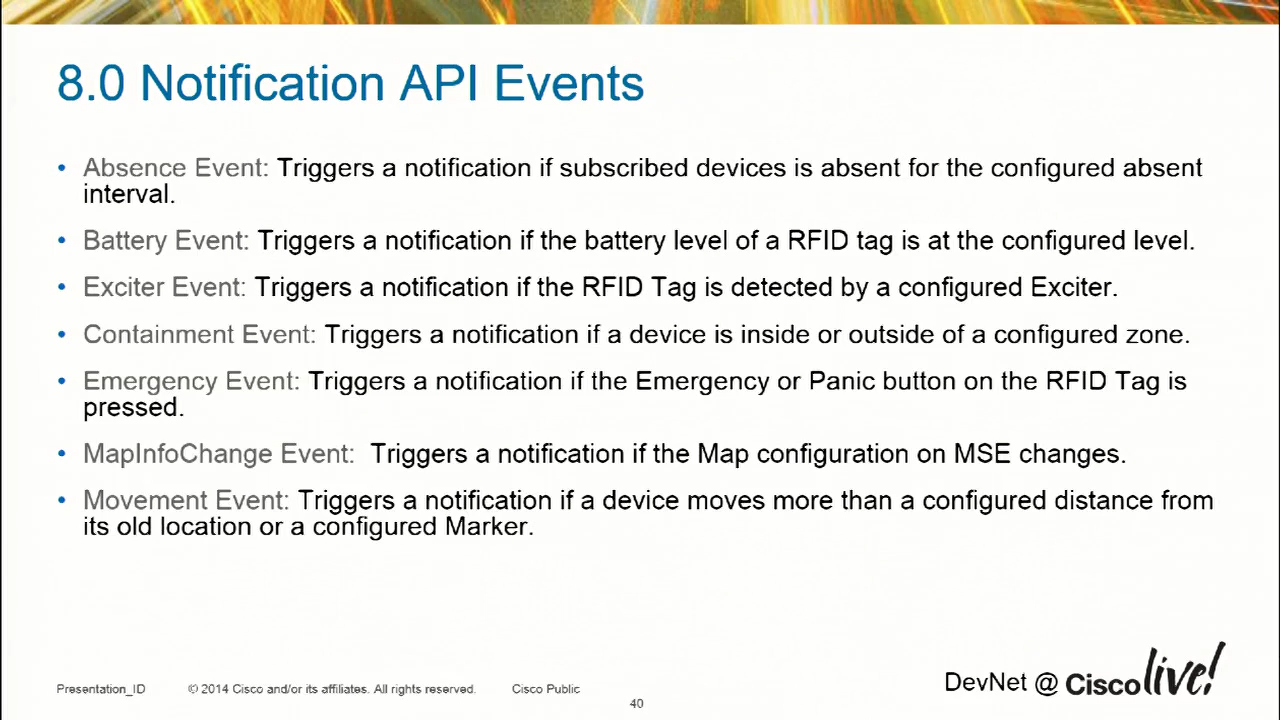 8.0 Notification API Events
• Absence Event: Triggers a notification if subscribed devices is absent for the configured absent
interval.
• Battery Event: Triggers a notification if the battery level of a RFID tag is at the configured level.
• Exciter Event: Triggers a notification if the RFID Tag is detected by a configured Exciter.
• Containment Event: Triggers a notification if a device is inside or outside of a configured zone.
• Emergency Event: Triggers a notification if the Emergency or Panic button on the RFID Tag is
pressed.
• MapInfoChange Event: Triggers a notification if the Map configuration on MSE changes.
• Movement Event: Triggers a notification if a device moves more than a configured distance from
its old location or a configured Marker.
Presentation_ID © 2014 Cisco and/or its affiliates. All rights reserved. Cisco Public
40
DevNet @ Cisco live!